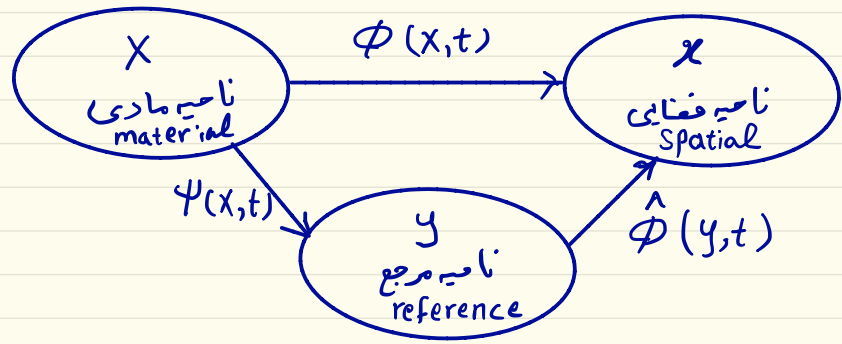 X
ناحیه مادی
material
Φ(X,t)
x
ناحیه فضایی
Spatial
Ψ(X,t)
y
ناحیه مرجع
reference
Φ̂(y,t)